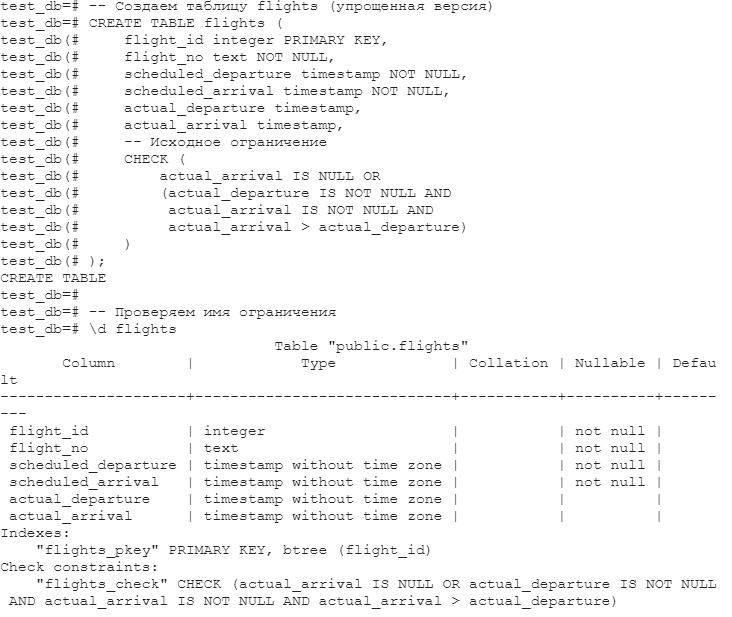 test_db=# -- Создаем таблицу flights (упрощенная версия)
test_db=# CREATE TABLE flights (
test_db(#     flight_id integer PRIMARY KEY,
test_db(#     flight_no text NOT NULL,
test_db(#     scheduled_departure timestamp NOT NULL,
test_db(#     scheduled_arrival timestamp NOT NULL,
test_db(#     actual_departure timestamp,
test_db(#     actual_arrival timestamp,
test_db(#     -- Исходное ограничение
test_db(#     CHECK (
test_db(#         actual_arrival IS NULL OR
test_db(#         (actual_departure IS NOT NULL AND
test_db(#          actual_arrival IS NOT NULL AND
test_db(#          actual_arrival > actual_departure)
test_db(#     )
test_db(# );
CREATE TABLE
test_db=#
test_db=# -- Проверяем имя ограничения
test_db=# \d flights
                               Table "public.flights"
       Column        |            Type             | Collation | Nullable | Defau
lt
---------------------+-----------------------------+-----------+----------+------
---
 flight_id           | integer                     |           | not null |
 flight_no           | text                        |           | not null |
 scheduled_departure | timestamp without time zone |           | not null |
 scheduled_arrival   | timestamp without time zone |           | not null |
 actual_departure    | timestamp without time zone |           |          |
 actual_arrival      | timestamp without time zone |           |          |
Indexes:
    "flights_pkey" PRIMARY KEY, btree (flight_id)
Check constraints:
    "flights_check" CHECK (actual_arrival IS NULL OR actual_departure IS NOT NULL
 AND actual_arrival IS NOT NULL AND actual_arrival > actual_departure)